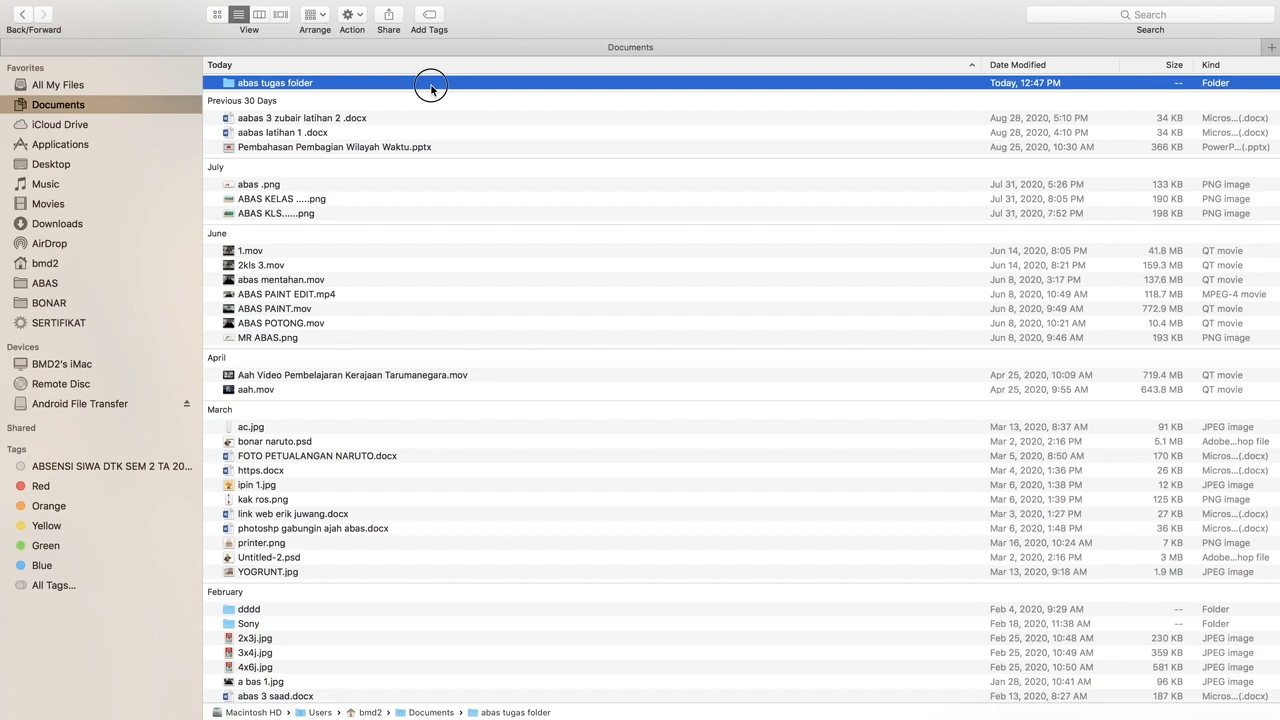 Back/Forward
View
Arrange
Action
Share
Add Tags
Search
Search
Documents
Favorites
All My Files
Documents
iCloud Drive
Applications
Desktop
Music
Movies
Downloads
AirDrop
bmd2
ABAS
BONAR
SERTIFIKAT
Devices
BMD2's iMac
Remote Disc
Android File Transfer
Shared
Tags
ABSENSI SIWA DTK SEM 2 TA 20...
Red
Orange
Yellow
Green
Blue
All Tags...
Today Date Modified Size Kind
abas tugas folder Today, 12:47 PM -- Folder
Previous 30 Days
aabas 3 zubair latihan 2 .docx Aug 28, 2020, 5:10 PM 34 KB Micros...(.docx)
aabas latihan 1 .docx Aug 28, 2020, 4:10 PM 34 KB Micros...(.docx)
Pembahasan Pembagian Wilayah Waktu.pptx Aug 25, 2020, 10:30 AM 366 KB PowerP...(.pptx)
July
abas .png Jul 31, 2020, 5:26 PM 133 KB PNG image
ABAS KELAS .....png Jul 31, 2020, 8:05 PM 190 KB PNG image
ABAS KLS......png Jul 31, 2020, 7:52 PM 198 KB PNG image
June
1.mov Jun 14, 2020, 8:05 PM 41.8 MB QT movie
2kls 3.mov Jun 14, 2020, 8:21 PM 159.3 MB QT movie
abas mentahan.mov Jun 8, 2020, 3:17 PM 137.6 MB QT movie
ABAS PAINT EDIT.mp4 Jun 8, 2020, 10:49 AM 118.7 MB MPEG-4 movie
ABAS PAINT.mov Jun 8, 2020, 9:49 AM 772.9 MB QT movie
ABAS POTONG.mov Jun 8, 2020, 10:21 AM 10.4 MB QT movie
MR ABAS.png Jun 8, 2020, 9:46 AM 193 KB PNG image
April
Aah Video Pembelajaran Kerajaan Tarumanegara.mov Apr 25, 2020, 10:09 AM 719.4 MB QT movie
aah.mov Apr 25, 2020, 9:55 AM 643.8 MB QT movie
March
ac.jpg Mar 13, 2020, 8:37 AM 91 KB JPEG image
bonar naruto.psd Mar 2, 2020, 2:16 PM 5.1 MB Adobe...hop file
FOTO PETUALANGAN NARUTO.docx Mar 5, 2020, 8:50 AM 170 KB Micros...(.docx)
https.docx Mar 4, 2020, 1:36 PM 26 KB Micros...(.docx)
ipin 1.jpg Mar 6, 2020, 1:38 PM 12 KB JPEG image
kak ros.png Mar 6, 2020, 1:39 PM 125 KB PNG image
link web erik juwang.docx Mar 3, 2020, 1:27 PM 27 KB Micros...(.docx)
photoshp gabungin ajah abas.docx Mar 6, 2020, 1:48 PM 36 KB Micros...(.docx)
printer.png Mar 16, 2020, 10:24 AM 7 KB PNG image
Untitled-2.psd Mar 2, 2020, 2:16 PM 3 MB Adobe...hop file
YOGRUNT.jpg Mar 13, 2020, 9:18 AM 1.9 MB JPEG image
February
dddd Feb 4, 2020, 9:29 AM -- Folder
Sony Feb 18, 2020, 11:38 AM -- Folder
2x3j.jpg Feb 25, 2020, 10:48 AM 230 KB JPEG image
3x4j.jpg Feb 25, 2020, 10:49 AM 359 KB JPEG image
4x6j.jpg Feb 25, 2020, 10:50 AM 581 KB JPEG image
a bas 1.jpg Jan 28, 2020, 10:41 AM 96 KB JPEG image
abas 3 saad.docx Feb 13, 2020, 8:27 AM 187 KB Micros...(.docx)
Macintosh HD › Users › bmd2 › Documents › abas tugas folder